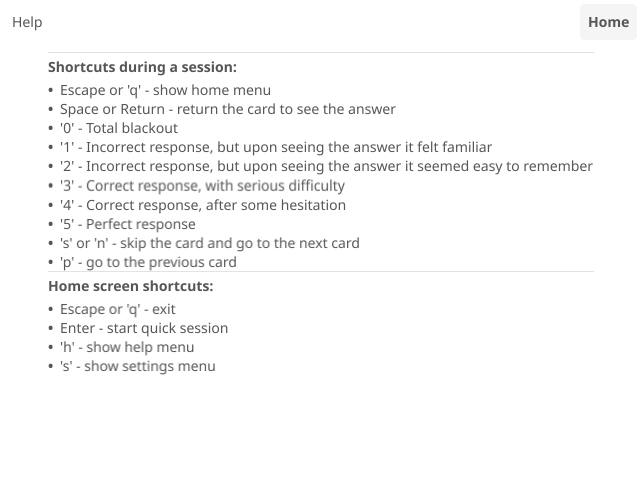 Help
Home
Shortcuts during a session:
• Escape or 'q' - show home menu
• Space or Return - return the card to see the answer
• '0' - Total blackout
• '1' - Incorrect response, but upon seeing the answer it felt familiar
• '2' - Incorrect response, but upon seeing the answer it seemed easy to remember
• '3' - Correct response, with serious difficulty
• '4' - Correct response, after some hesitation
• '5' - Perfect response
• 's' or 'n' - skip the card and go to the next card
• 'p' - go to the previous card
Home screen shortcuts:
• Escape or 'q' - exit
• Enter - start quick session
• 'h' - show help menu
• 's' - show settings menu